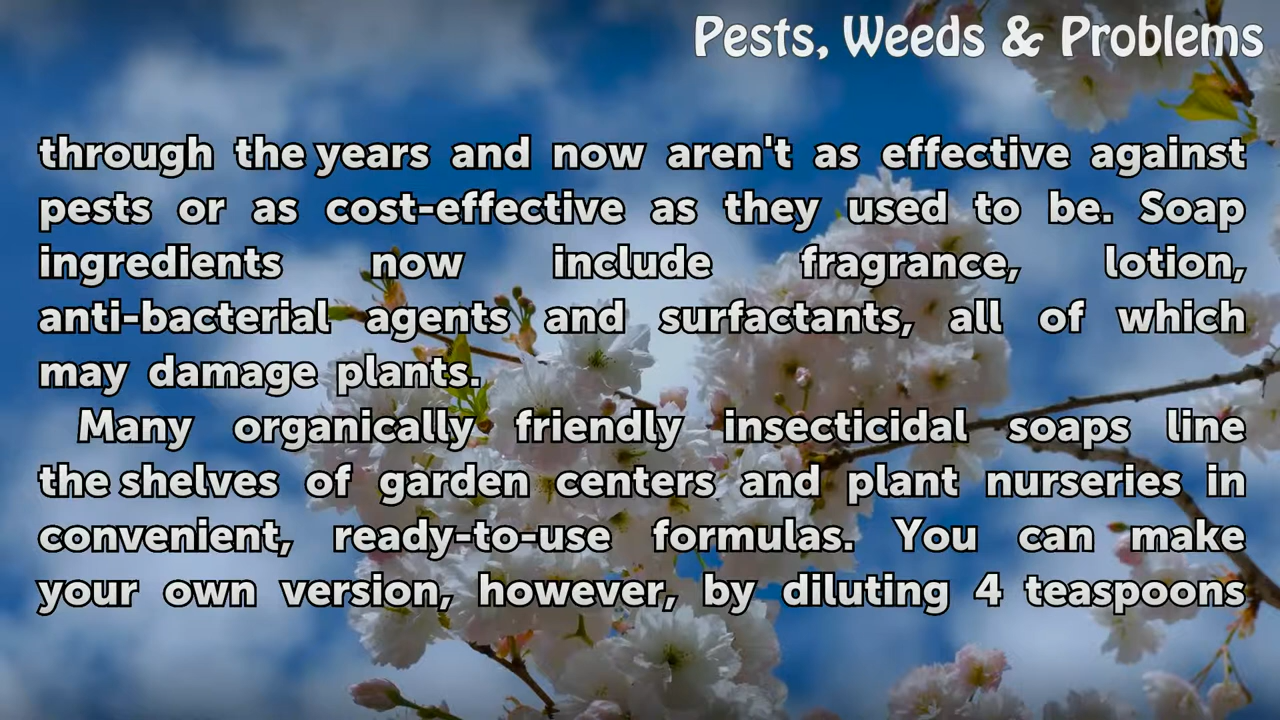 Pests, Weeds & Problems
through the years and now aren't as effective against
pests or as cost-effective as they used to be. Soap
ingredients now include fragrance, lotion,
anti-bacterial agents and surfactants, all of which
may damage plants.
Many organically friendly insecticidal soaps line
the shelves of garden centers and plant nurseries in
convenient, ready-to-use formulas. You can make
your own version, however, by diluting 4 teaspoons